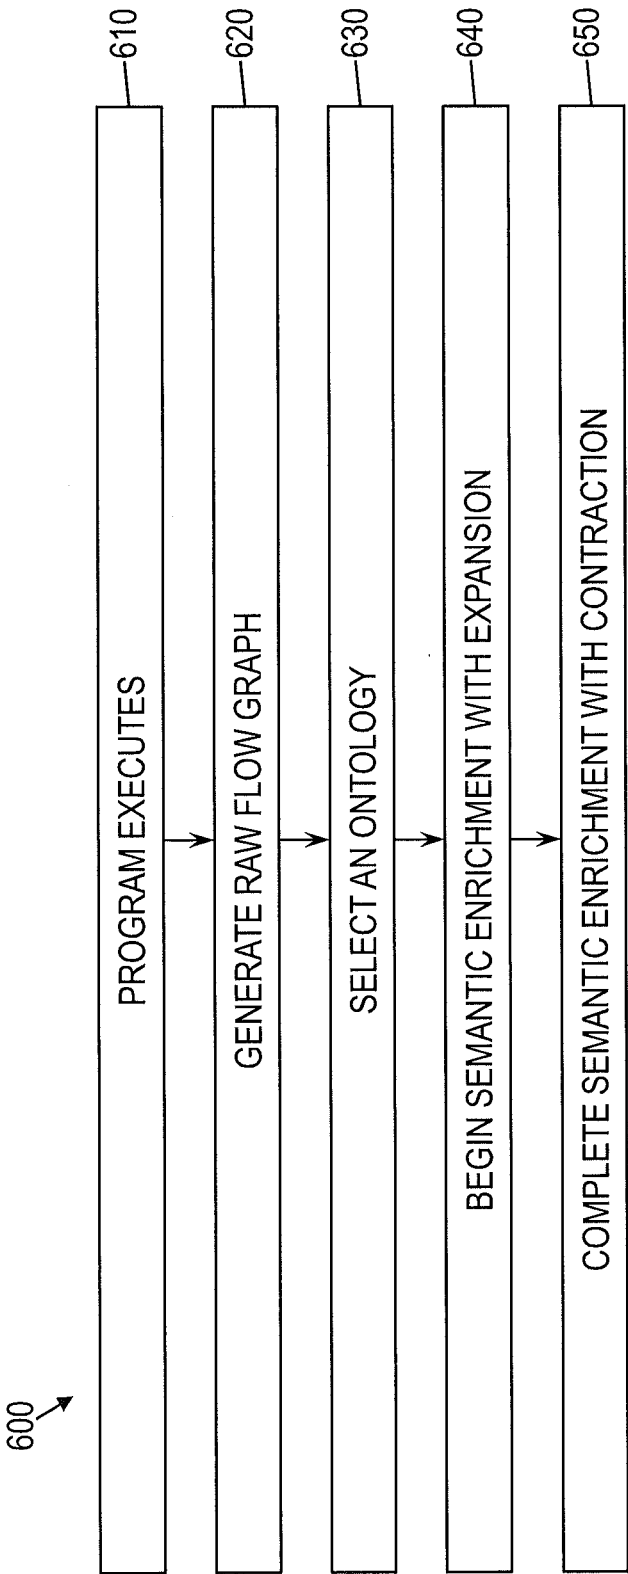 600
PROGRAM EXECUTES
610
GENERATE RAW FLOW GRAPH
620
SELECT AN ONTOLOGY
630
BEGIN SEMANTIC ENRICHMENT WITH EXPANSION
640
COMPLETE SEMANTIC ENRICHMENT WITH CONTRACTION
650